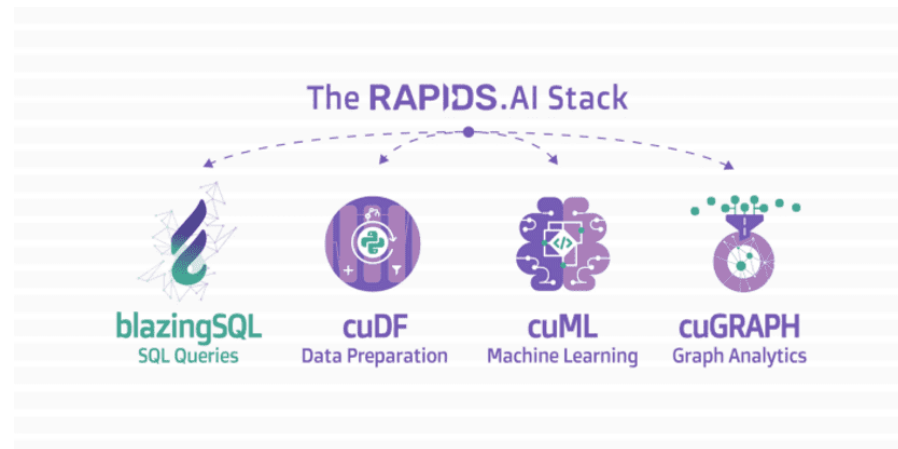 The RAPIDS.AI Stack
blazingSQL
SQL Queries
cuDF
Data Preparation
cuML
Machine Learning
cuGRAPH
Graph Analytics